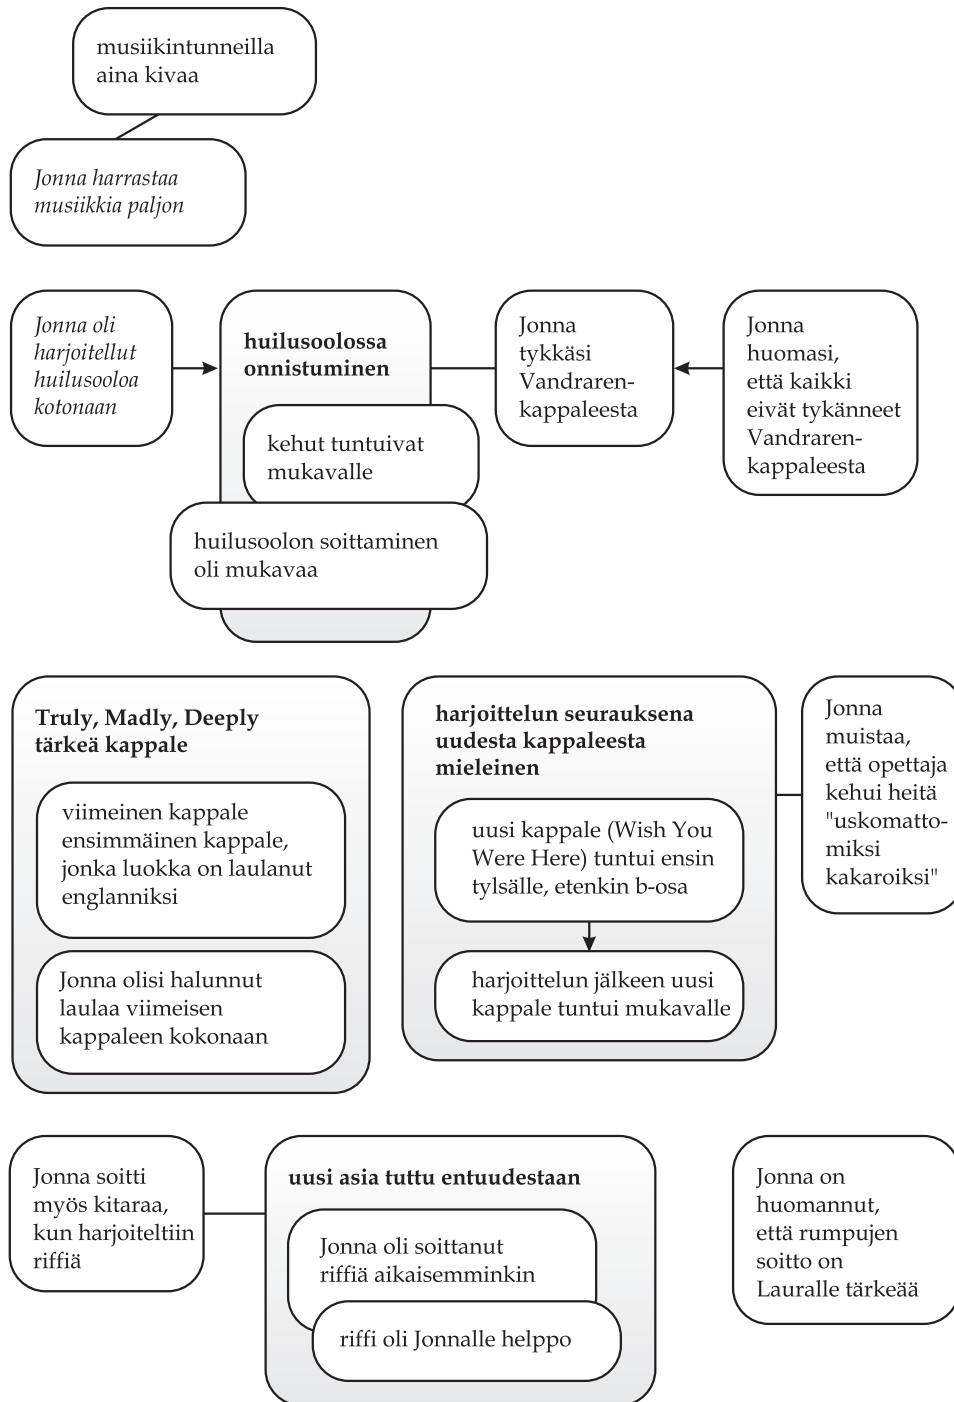 musiikintunneilla
aina kivaa
Jonna harrastaa
musiikkia paljon
Jonna oli
harjoitellut
huilusooloa
kotonaan
huilusoolossa
onnistuminen
kehut tuntuivat
mukavalle
huilusoolon soittaminen
oli mukavaa
Jonna
tykkäsi
Vandraren-
kappaleesta
Jonna
huomasi,
että kaikki
eivät tykänneet
Vandraren-
kappaleesta
Truly, Madly, Deeply
tärkeä kappale
viimeinen kappale
ensimmäinen kappale,
jonka luokka on laulanut
englanniksi
Jonna olisi halunnut
laulaa viimeisen
kappaleen kokonaan
harjoittelun seurauksena
uudesta kappaleesta
mieleinen
uusi kappale (Wish You
Were Here) tuntui ensin
tylsälle, etenkin b-osa
harjoittelun jälkeen uusi
kappale tuntui mukavalle
Jonna
muistaa,
että opettaja
kehui heitä
"uskomatto-
miksi
kakaroiksi"
Jonna soitti
myös kitaraa,
kun harjoiteltiin
riffiä
uusi asia tuttu entuudestaan
Jonna oli soittanut
riffiä aikaisemminkin
riffi oli Jonnalle helppo
Jonna on
huomannut,
että rumpujen
soitto on
Lauralle tärkeää